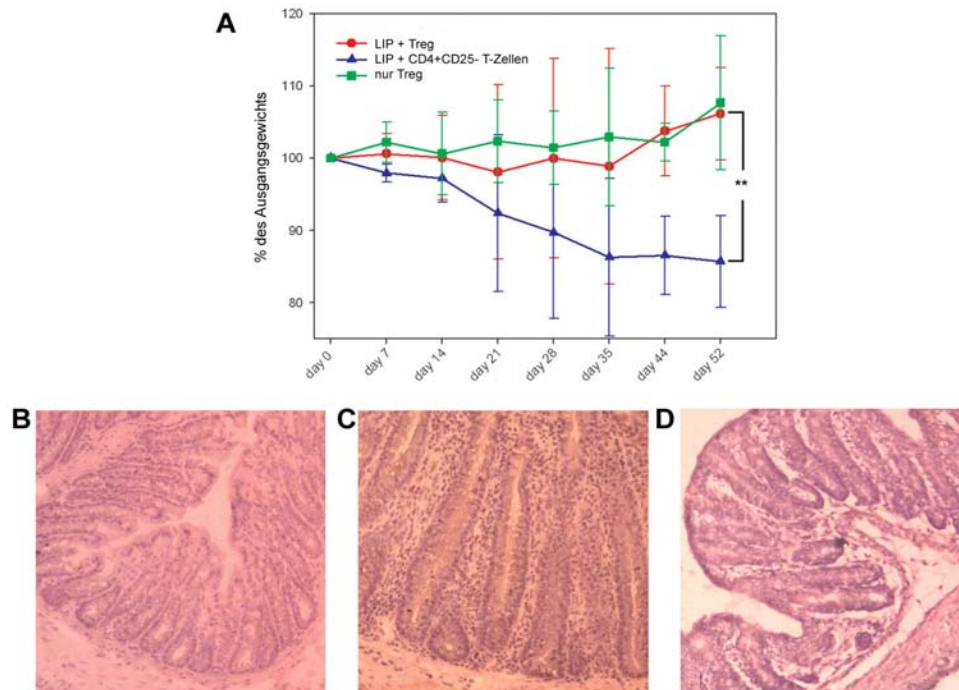 A
120
110
100
90
80
% des Ausgangsgewichts
LIP + Treg
LIP + CD4+CD25- T-Zellen
nur Treg
**
day 0
day 7
day 14
day 21
day 28
day 35
day 44
day 52
B
C
D